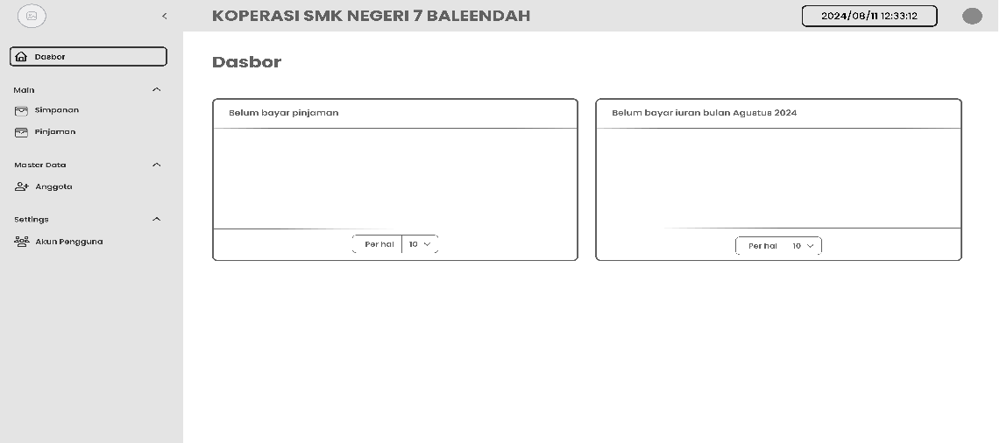 KOPERASI SMK NEGERI 7 BALEENDAH
2024/08/11 12:33:12
Dasbor
Main
Simpanan
Pinjaman
Master Data
Anggota
Settings
Akun Pengguna
Dasbor
Belum bayar pinjaman
Per hal 10
Belum bayar iuran bulan Agustus 2024
Per hal 10